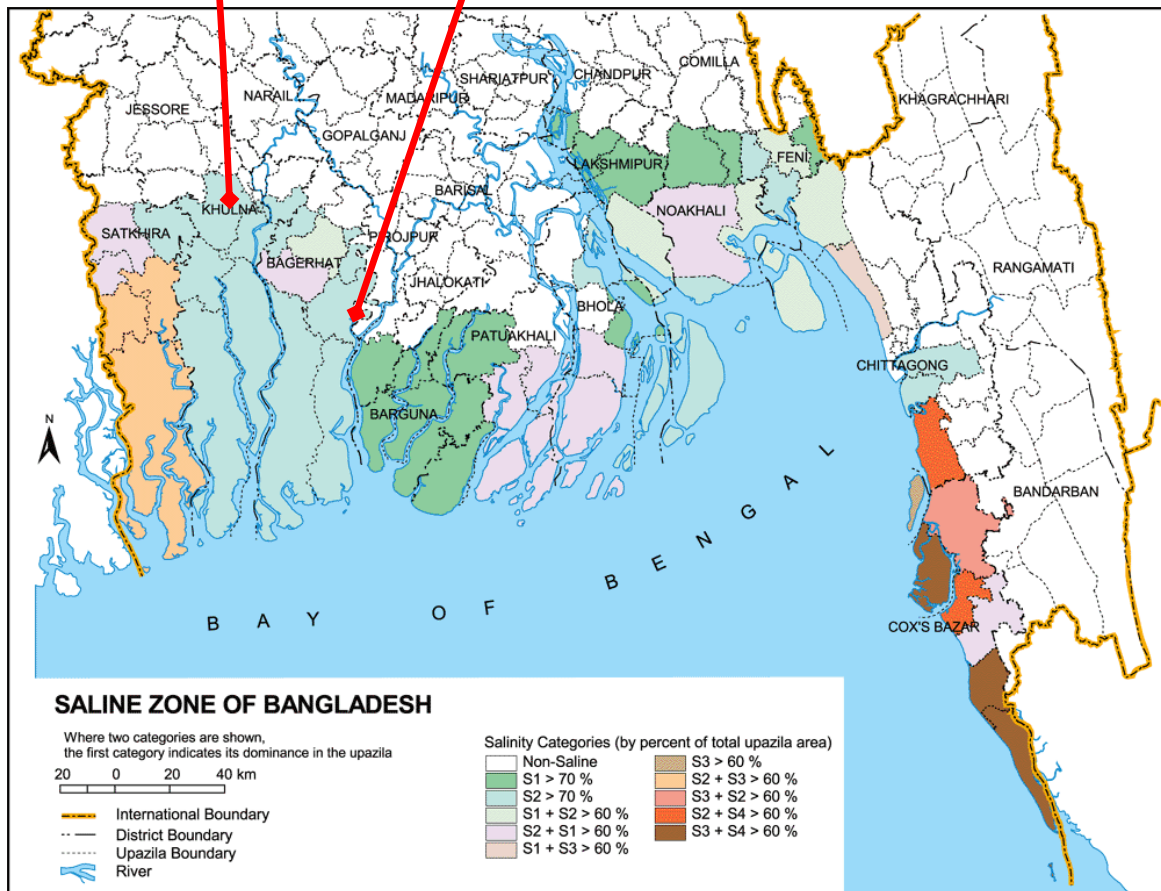 SHARIATPUR
CHANDPUR
COMILLA
NARAIL
MADARIPUR
KHAGRACHHARI
JESSORE
GOPALGANJ
LAKSHMIPUR
FENI
BARISAL
KHULNA
NOAKHALI
SATKHIRA
PIROJPUR
BAGERHAT
RANGAMATI
JHALOKATI
BHOLA
PATUAKHALI
CHITTAGONG
BARGUNA
N
BANDARBAN
BAY OF BENGAL
COX'S BAZAR
SALINE ZONE OF BANGLADESH
Where two categories are shown,
the first category indicates its dominance in the upazila
20 0 20 40 km
International Boundary
District Boundary
Upazila Boundary
River
Salinity Categories (by percent of total upazila area)
Non-Saline
S1 > 70 %
S2 > 70 %
S1 + S2 > 60 %
S2 + S1 > 60%
S1 + S3 > 60 %
S3 > 60 %
S2 + S3 > 60 %
S3 + S2 > 60%
S2 + S4 > 60%
S3 + S4 > 60%